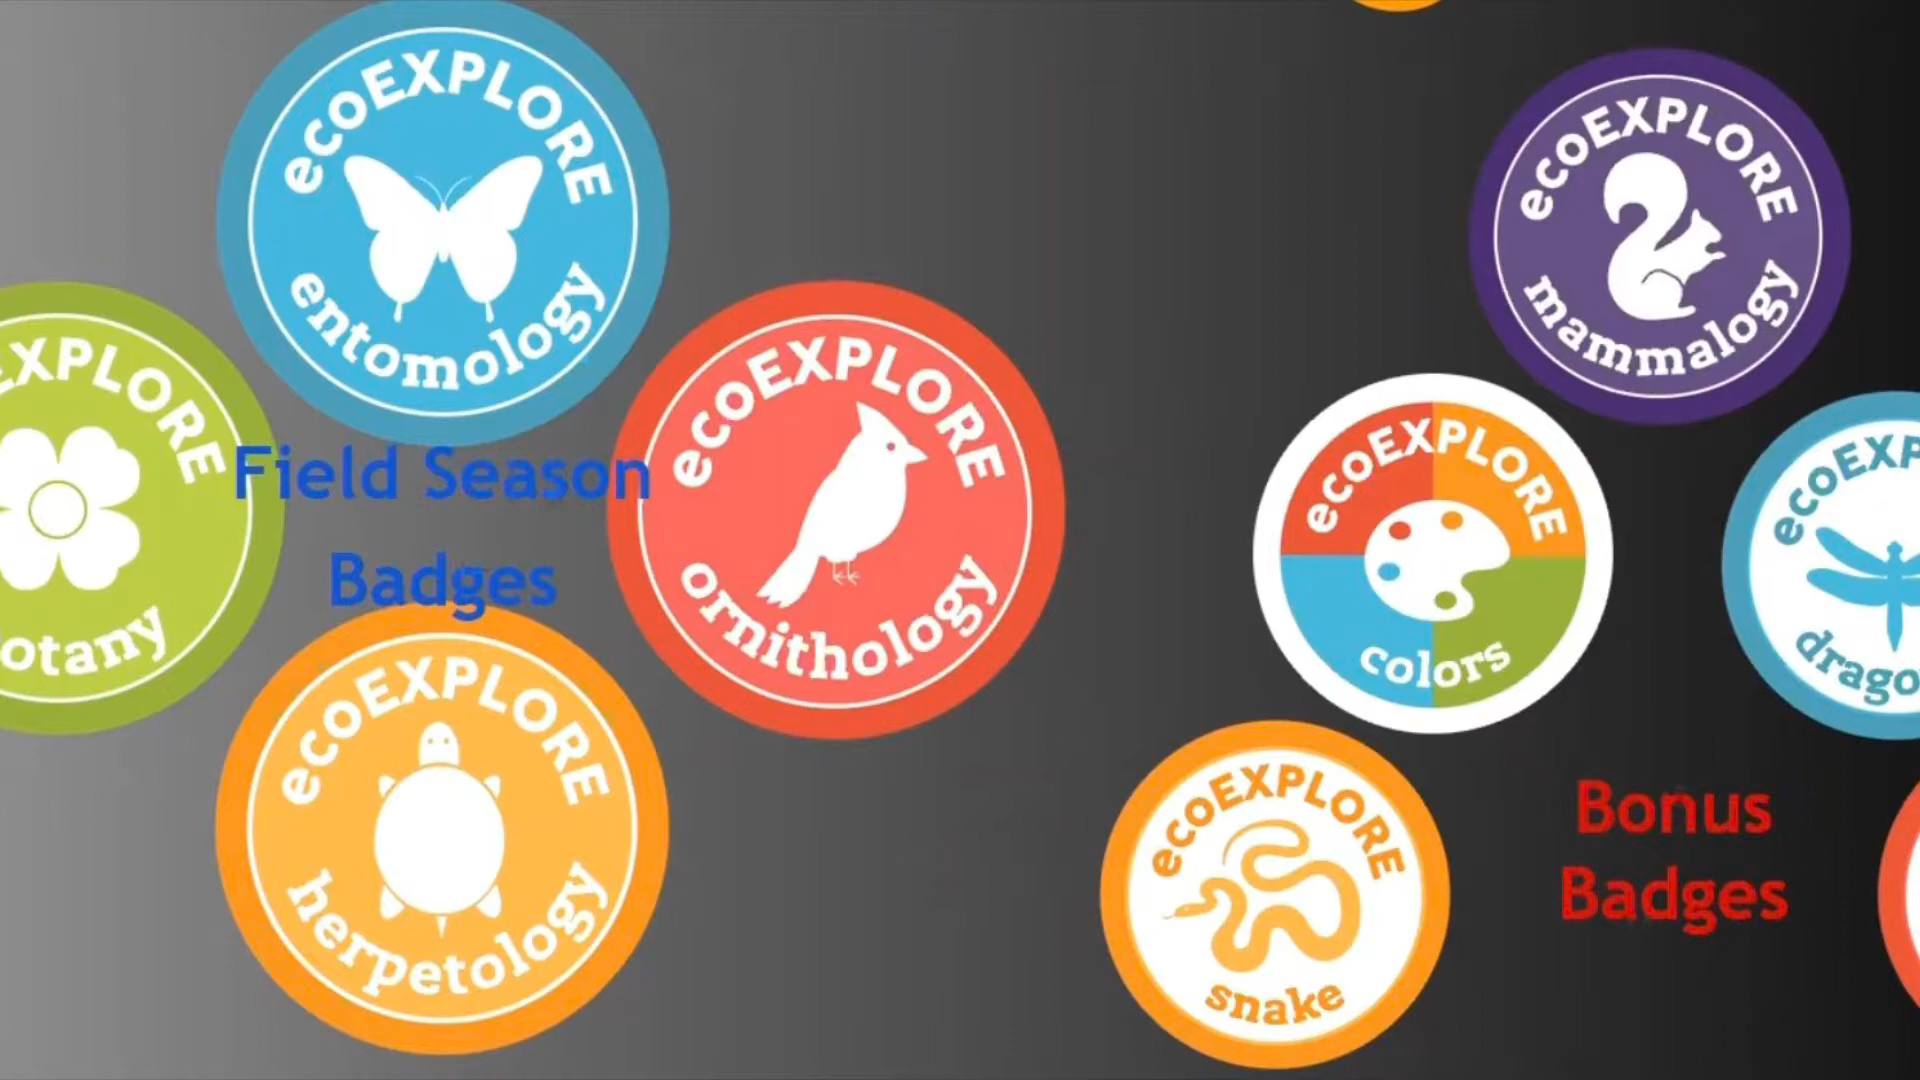 ecoEXPLORE
entomology
EXPLORE
otany
Field Season
Badges
ecoEXPLORE
ornithology
ecoEXPLORE
herpetology
ecoEXPLORE
mammalogy
ecoEXPLORE
colors
ecoEXP
drago
ecoEXPLORE
snake
Bonus
Badges